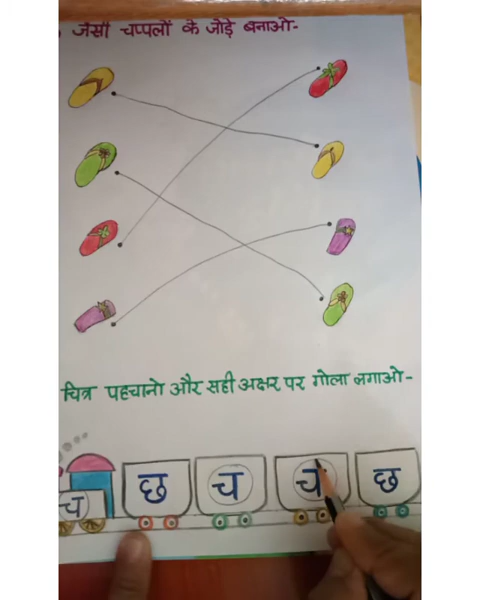 जैसी चप्पलों के जोड़े बनाओ-
चित्र पहचानो और सही अक्षर पर गोला लगाओ-
च छ च च छ